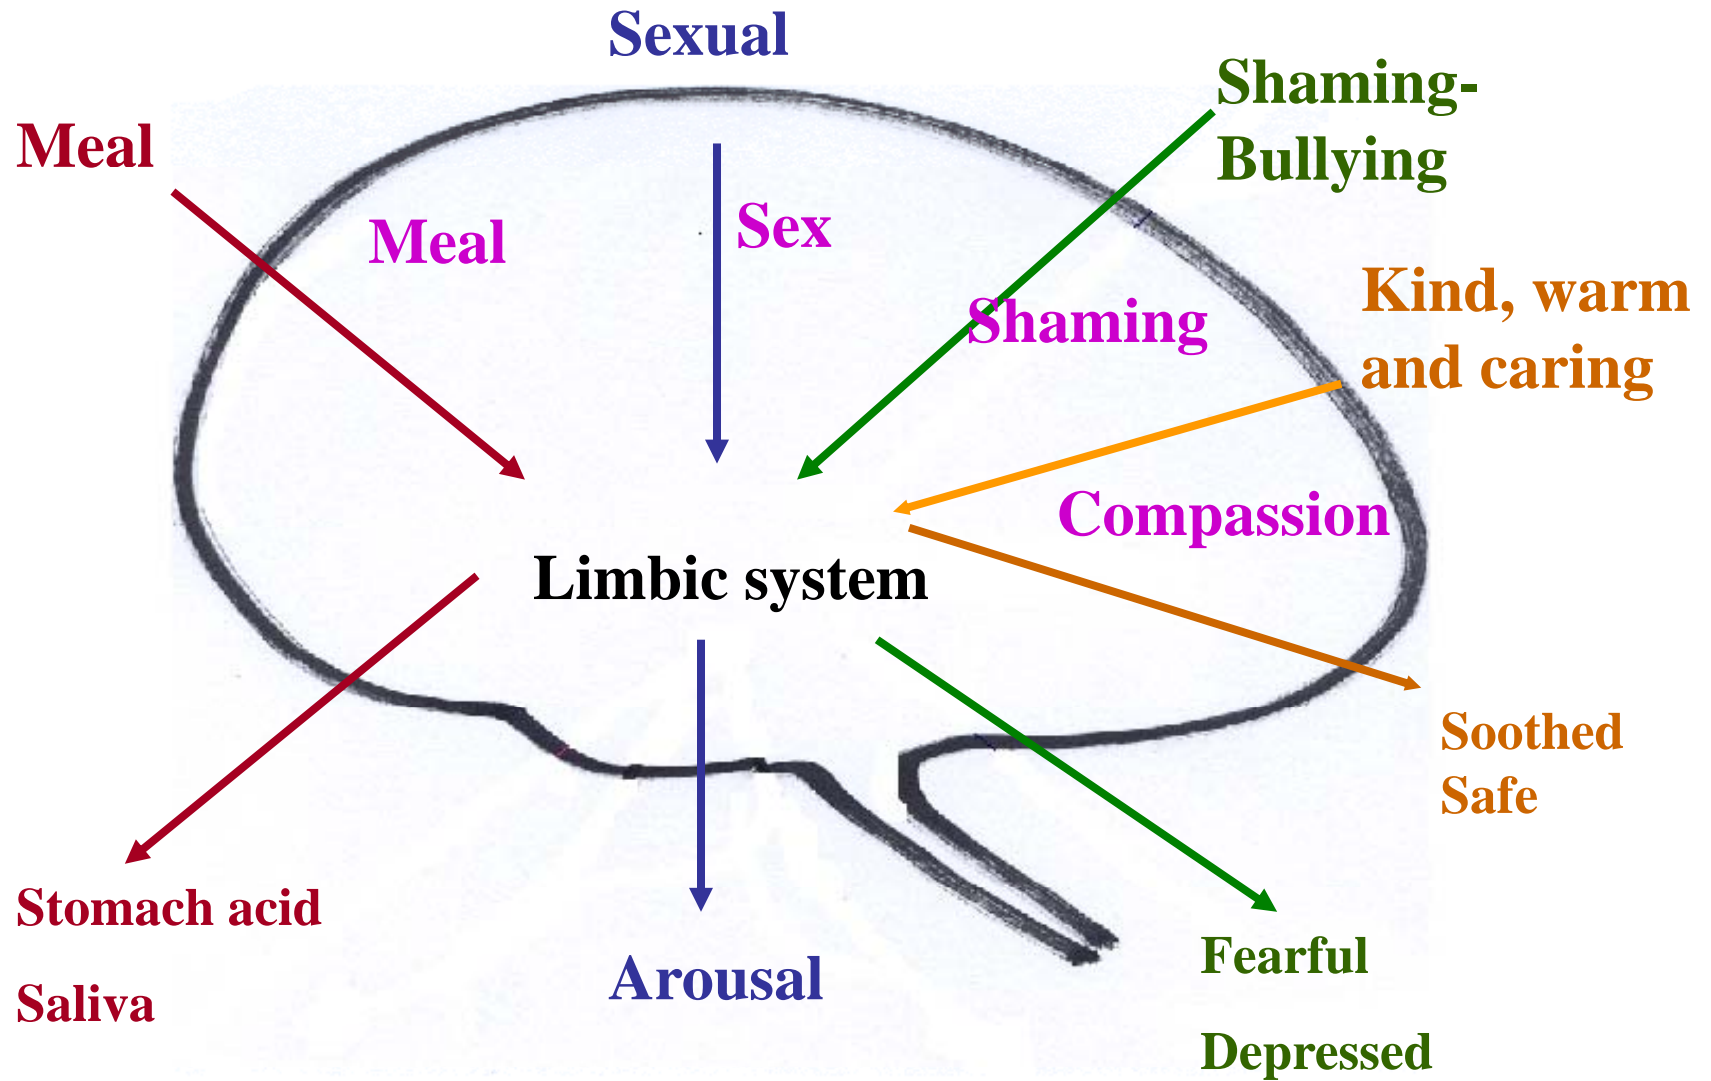 Sexual
Shaming-
Bullying
Meal
Meal
Sex
Shaming
Kind, warm
and caring
Compassion
Limbic system
Soothed
Safe
Stomach acid
Saliva
Arousal
Fearful
Depressed